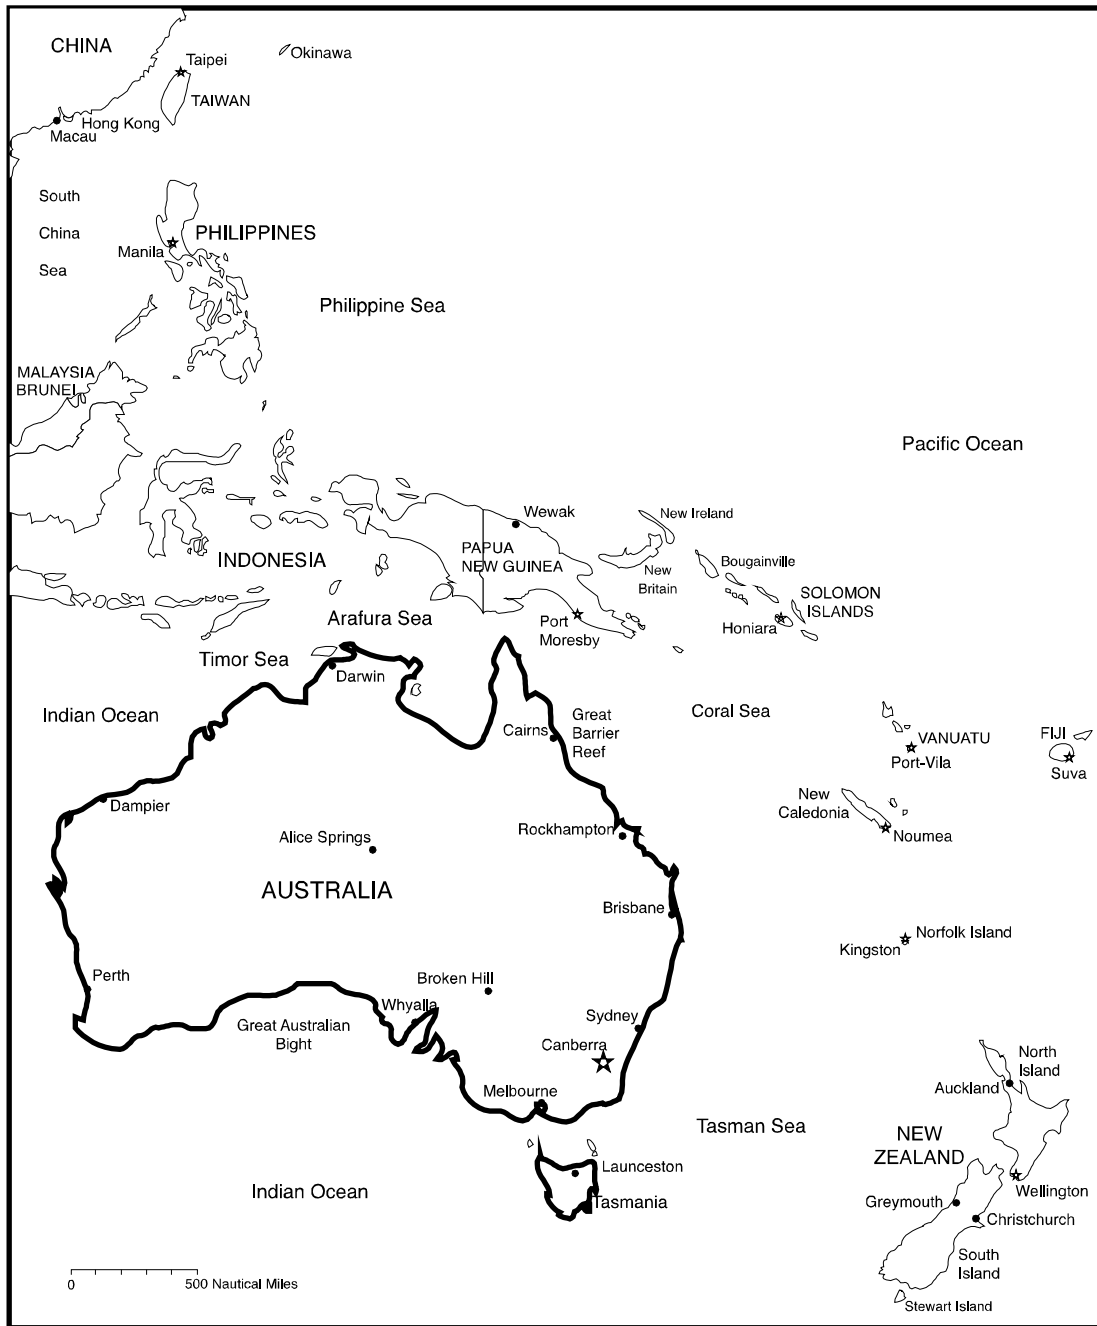 CHINA
Okinawa
Taipei
TAIWAN
Hong Kong
Macau
South
China
Sea
PHILIPPINES
Manila
Philippine Sea
MALAYSIA
BRUNEI
Pacific Ocean
Wewak
New Ireland
PAPUA
NEW GUINEA
INDONESIA
New
Britain
Bougainville
SOLOMON
ISLANDS
Honiara
Arafura Sea
Port
Moresby
Timor Sea
Darwin
Indian Ocean
Coral Sea
Cairns
Great
Barrier
Reef
VANUATU
Port-Vila
FIJI
Suva
New
Caledonia
Noumea
Dampier
Alice Springs
Rockhampton
AUSTRALIA
Brisbane
Norfolk Island
Kingston
Perth
Broken Hill
Whyalla
Great Australian
Bight
Sydney
Canberra
Melbourne
North
Island
Auckland
Tasman Sea
NEW
ZEALAND
Launceston
Tasmania
Indian Ocean
Wellington
Greymouth
Christchurch
South
Island
Stewart Island
0
500 Nautical Miles